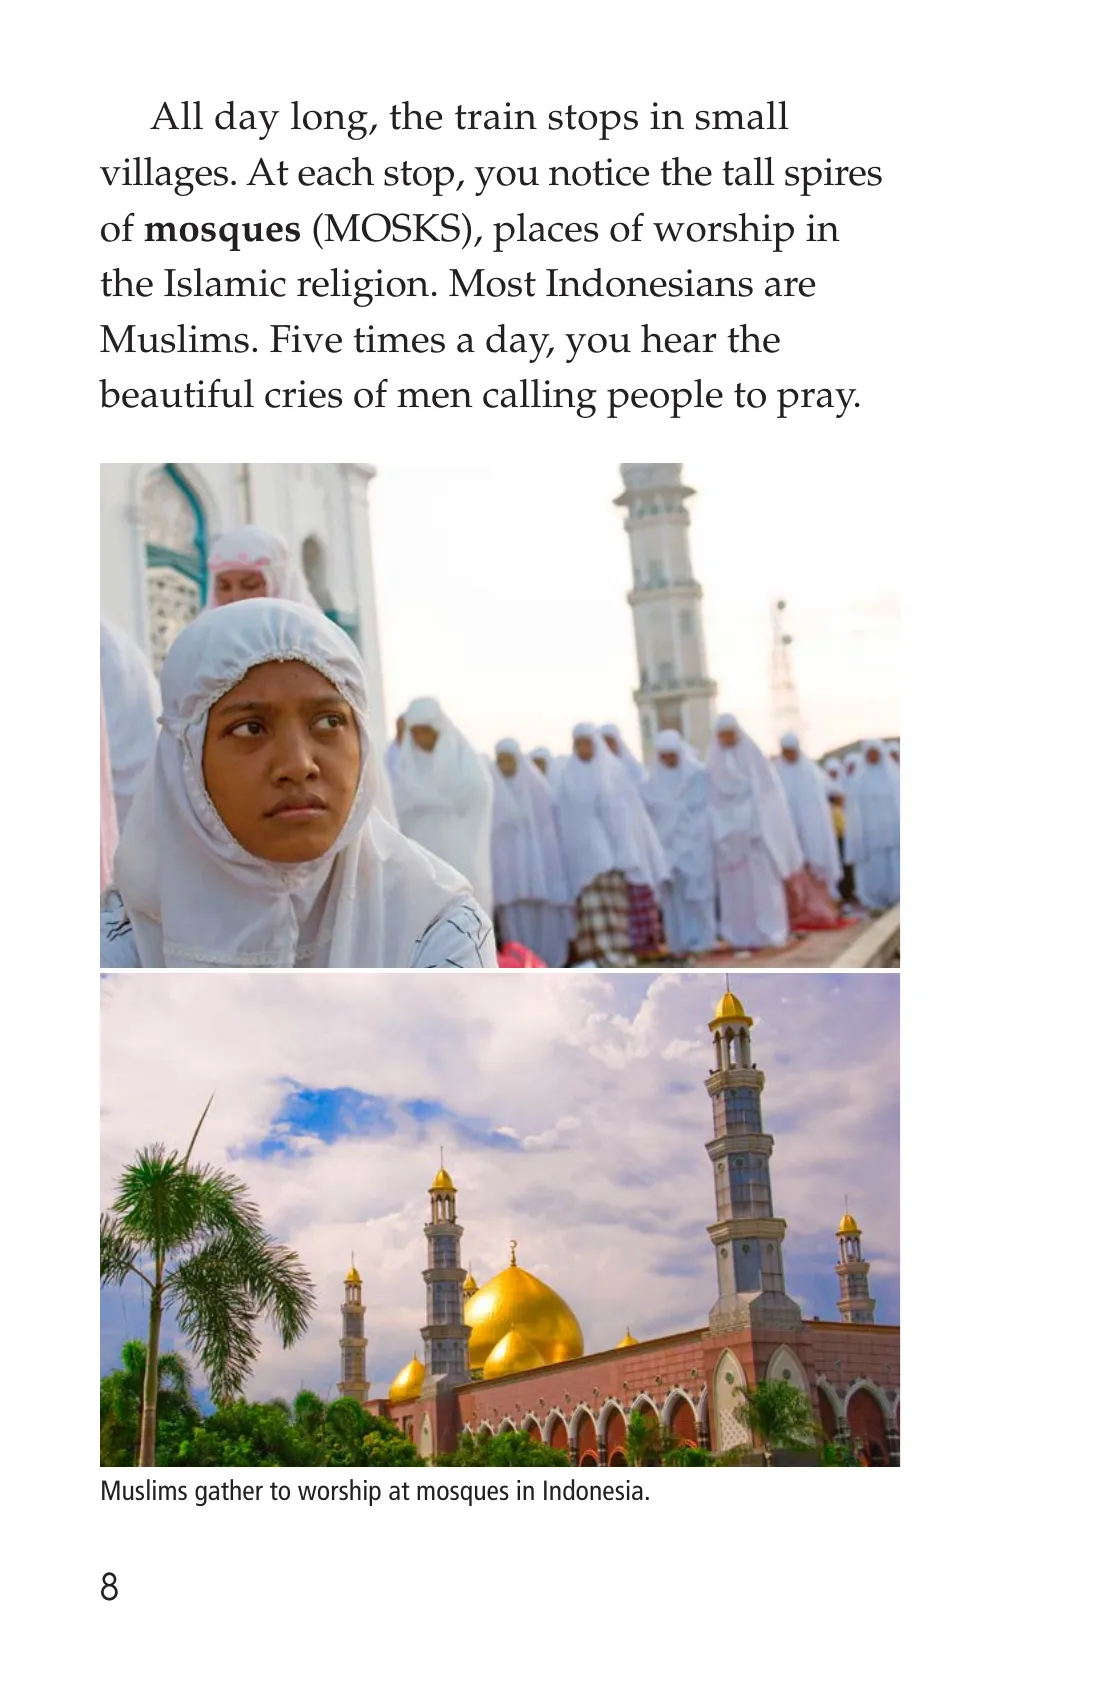 All day long, the train stops in small
villages. At each stop, you notice the tall spires
of mosques (MOSKS), places of worship in
the Islamic religion. Most Indonesians are
Muslims. Five times a day, you hear the
beautiful cries of men calling people to pray.
Muslims gather to worship at mosques in Indonesia.
8